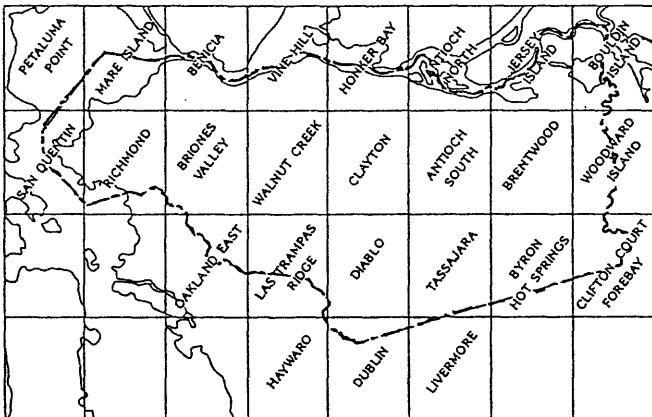 PETALUMA
POINT
MARE ISLAND
BENICIA
VINE HILL
HONKER BAY
ANTIOCH
NORTH
JERSEY
ISLAND
BOULDIN
ISLAND
SAN QUENTIN
RICHMOND
BRIONES
VALLEY
WALNUT CREEK
CLAYTON
ANTIOCH
SOUTH
BRENTWOOD
WOODWARD
ISLAND
OAKLAND EAST
LAS TRAMPAS
RIDGE
DIABLO
TASSAJARA
BYRON
HOT SPRINGS
CLIFTON COURT
FOREBAY
HAYWARD
DUBLIN
LIVERMORE